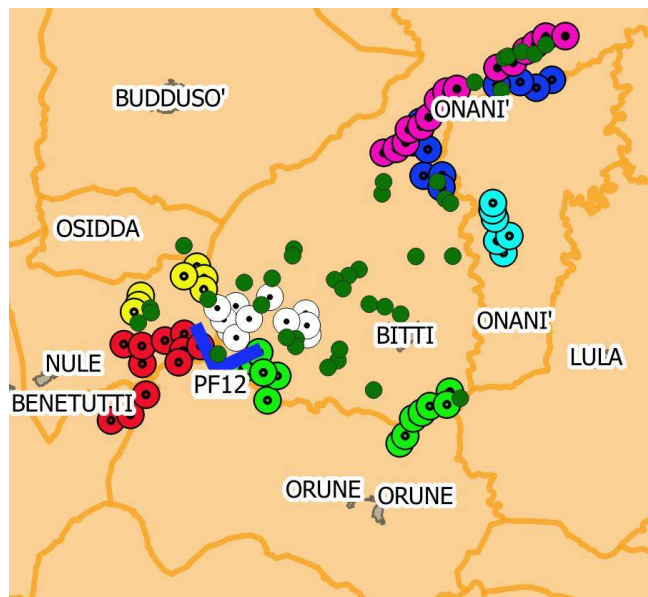 BUDDUSO'
ONANI'
OSIDDA
ONANI'
BITTI
LULA
NULE
PF12
BENETUTTI
ORUNE
ORUNE